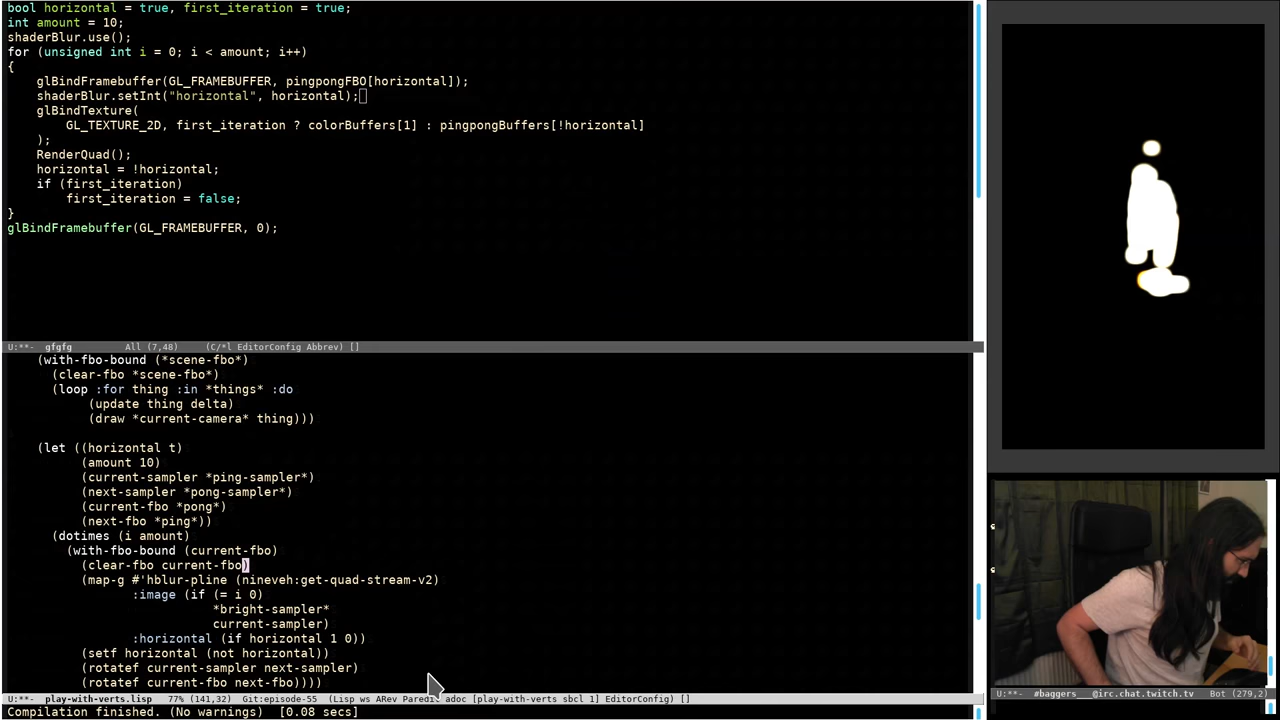 bool horizontal = true, first_iteration = true;
int amount = 10;
shaderBlur.use();
for (unsigned int i = 0; i < amount; i++)
{
    glBindFramebuffer(GL_FRAMEBUFFER, pingpongFBO[horizontal]);
    shaderBlur.setInt("horizontal", horizontal);
    glBindTexture(
        GL_TEXTURE_2D, first_iteration ? colorBuffers[1] : pingpongBuffers[!horizontal]
    );
    RenderQuad();
    horizontal = !horizontal;
    if (first_iteration)
        first_iteration = false;
}
glBindFramebuffer(GL_FRAMEBUFFER, 0);
U:**-  gfgfg          All (7,48)     (C/*l EditorConfig Abbrev) []
    (with-fbo-bound (*scene-fbo*)
      (clear-fbo *scene-fbo*)
      (loop :for thing :in *things* :do
           (update thing delta)
           (draw *current-camera* thing)))
    (let ((horizontal t)
          (amount 10)
          (current-sampler *ping-sampler*)
          (next-sampler *pong-sampler*)
          (current-fbo *pong*)
          (next-fbo *ping*))
      (dotimes (i amount)
        (with-fbo-bound (current-fbo)
          (clear-fbo current-fbo)
          (map-g #'hblur-pline (nineveh:get-quad-stream-v2)
                 :image (if (= i 0)
                            *bright-sampler*
                            current-sampler)
                 :horizontal (if horizontal 1 0))
          (setf horizontal (not horizontal))
          (rotatef current-sampler next-sampler)
          (rotatef current-fbo next-fbo))))
U:**-  play-with-verts.lisp   77% (141,32)   Git:episode-55  (Lisp ws ARev Paredit adoc [play-with-verts sbcl 1] EditorConfig) []
U:**-  #baggers__@irc.chat.twitch.tv   Bot (279,2)
Compilation finished. (No warnings)  [0.08 secs]